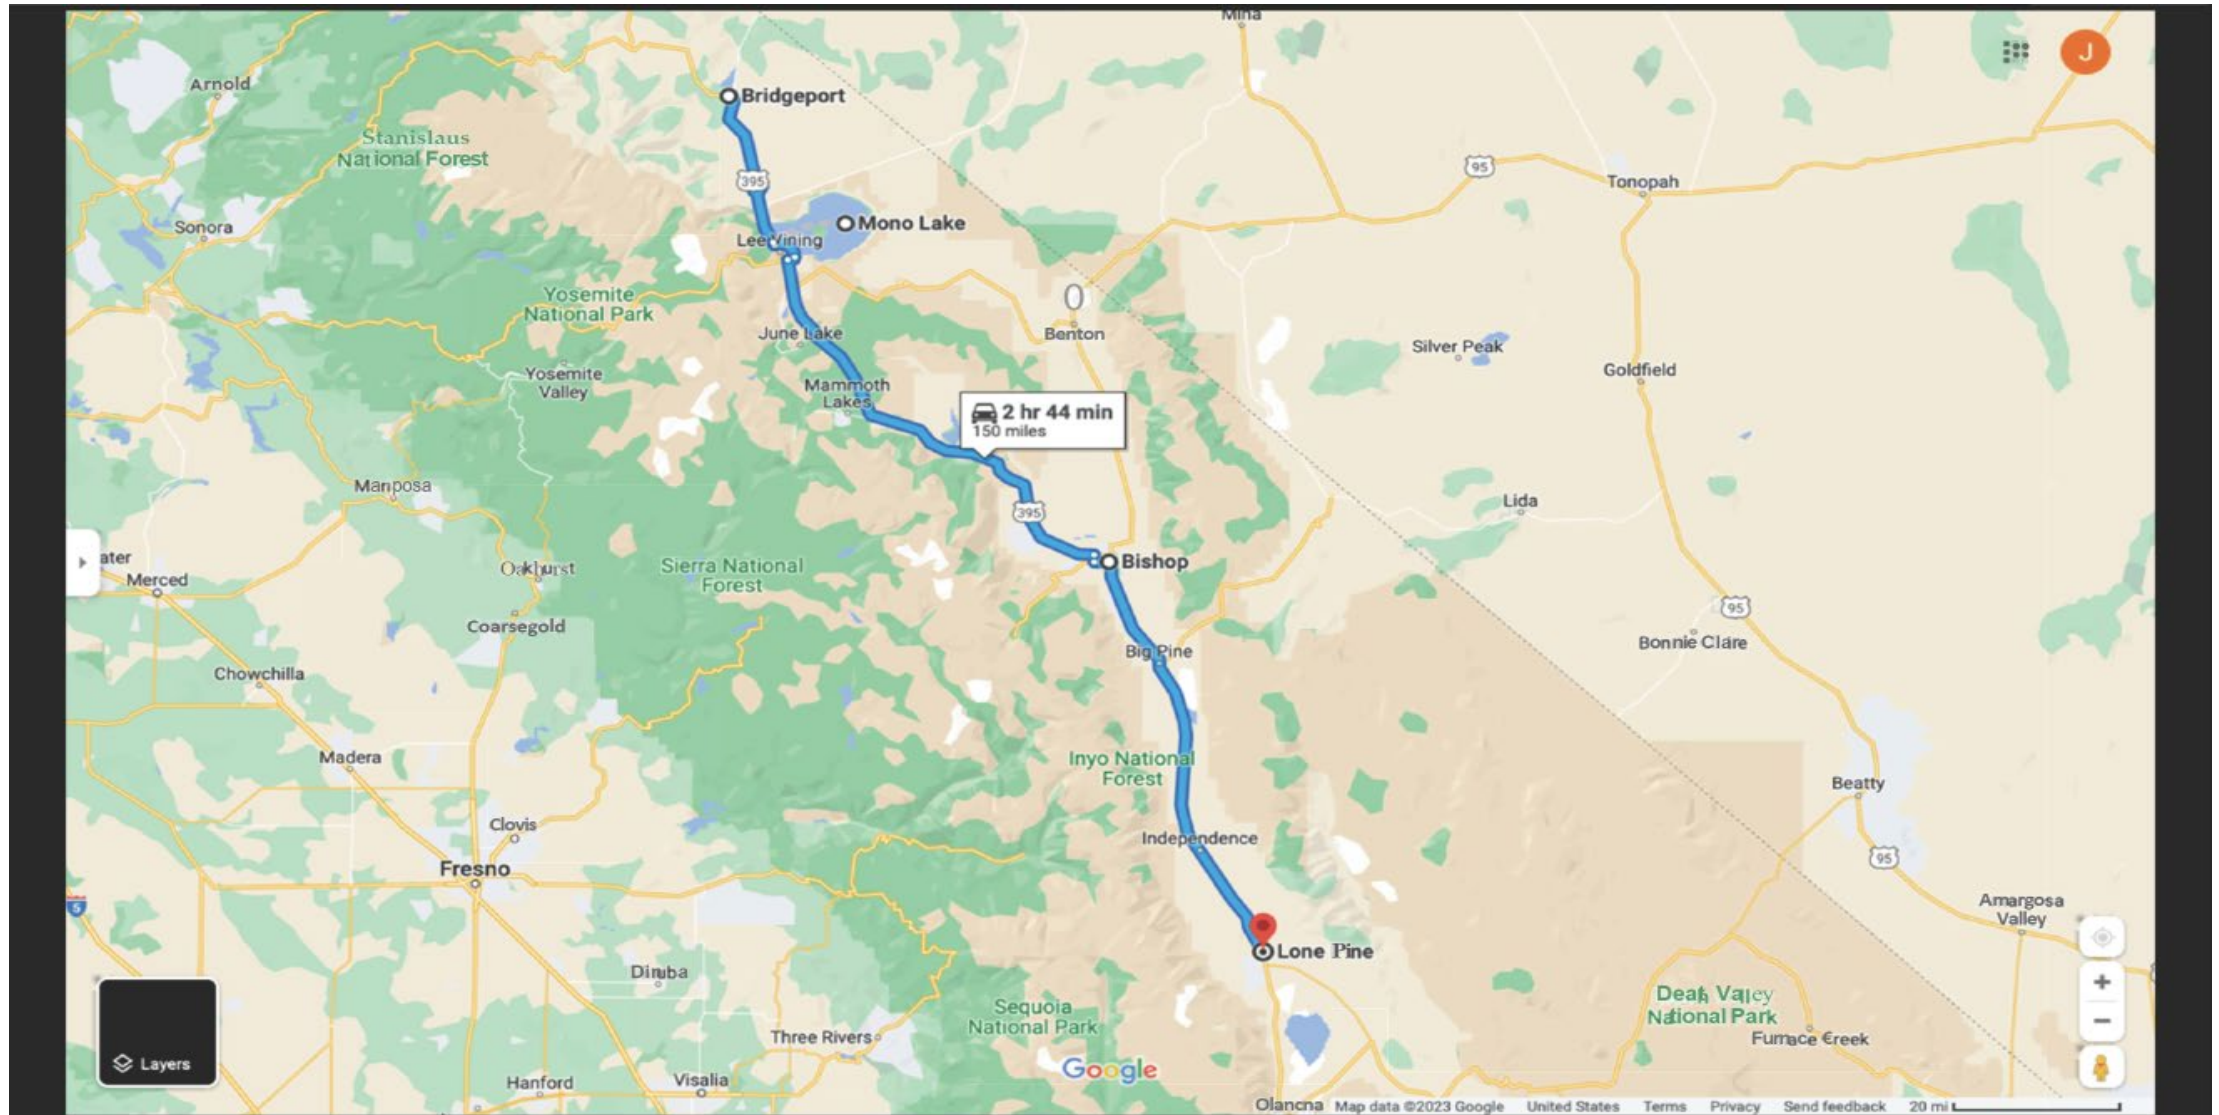 Mina
J
Arnold
Bridgeport
Stanislaus
National Forest
395
95
Tonopah
Sonora
Mono Lake
Lee Vining
Yosemite
National Park
0
June Lake
Benton
Silver Peak
Goldfield
Yosemite
Valley
Mammoth
Lakes
2 hr 44 min
150 miles
Mariposa
Lida
395
ater
Merced
Oakhurst
Sierra National
Forest
Bishop
95
Coarsegold
Bonnie Clare
Big Pine
Chowchilla
Madera
Inyo National
Forest
Beatty
Clovis
Independence
95
Fresno
5
Amargosa
Valley
Lone Pine
Dinuba
Death Valley
National Park
Sequoia
National Park
Three Rivers
Furnace Creek
Layers
Google
Hanford
Visalia
Olancha
Map data ©2023 Google United States Terms Privacy Send feedback 20 mi